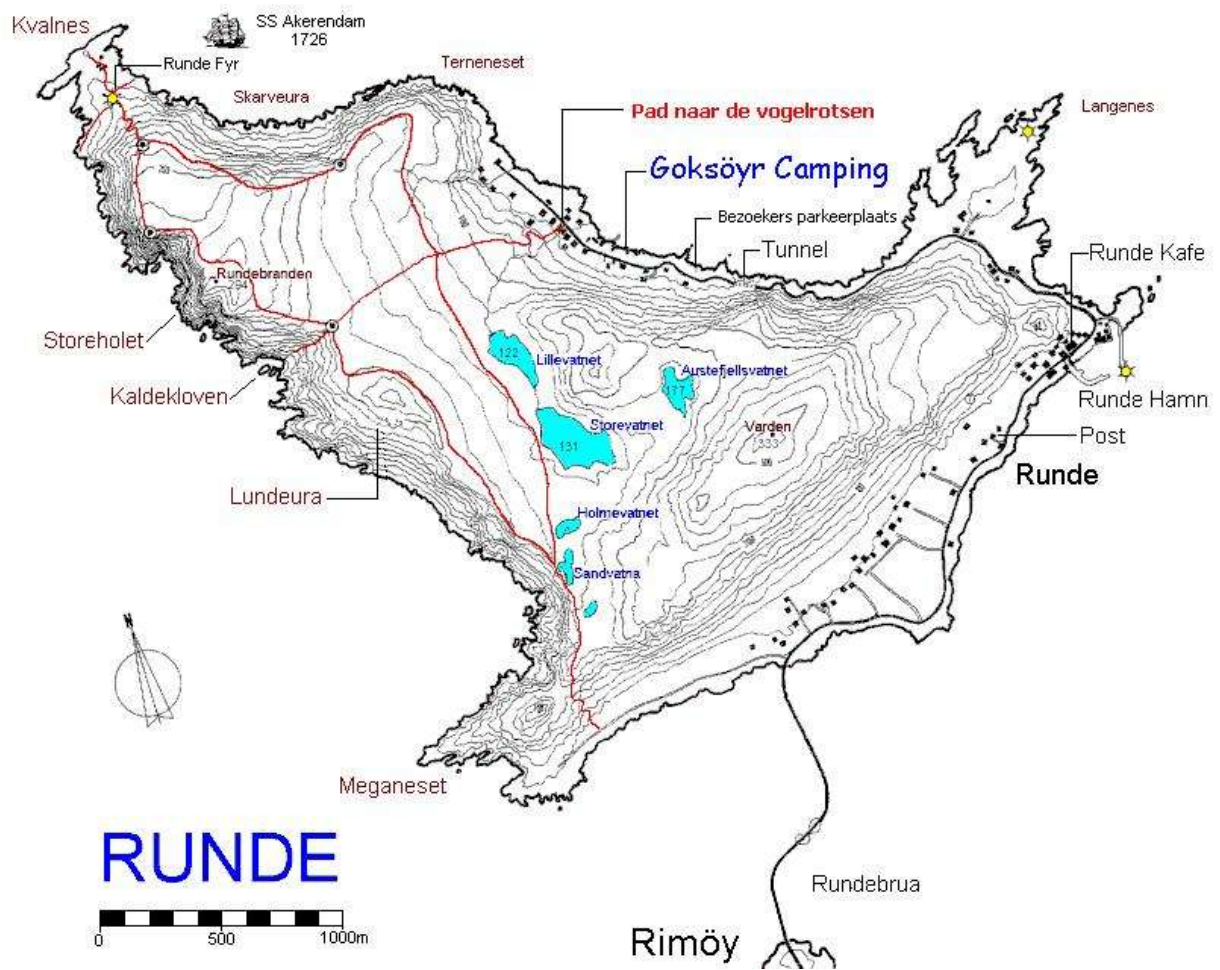 Kvalnes
SS Akerendam
1726
Runde Fyr
Terneneset
Skarveura
Pad naar de vogelrotsen
Langenes
Goksöyr Camping
Bezoekers parkeerplaats
Tunnel
Runde Kafe
Rundebranden
Storeholet
122
Lillevatnet
Austefjellsvatnet
177
Kaldekloven
Runde Hamn
Storevatnet
131
Varden
333
Post
Runde
Lundeura
Holmevatnet
Sandvatna
N
Meganeset
RUNDE
Rundebrua
0 500 1000m
Rimöy